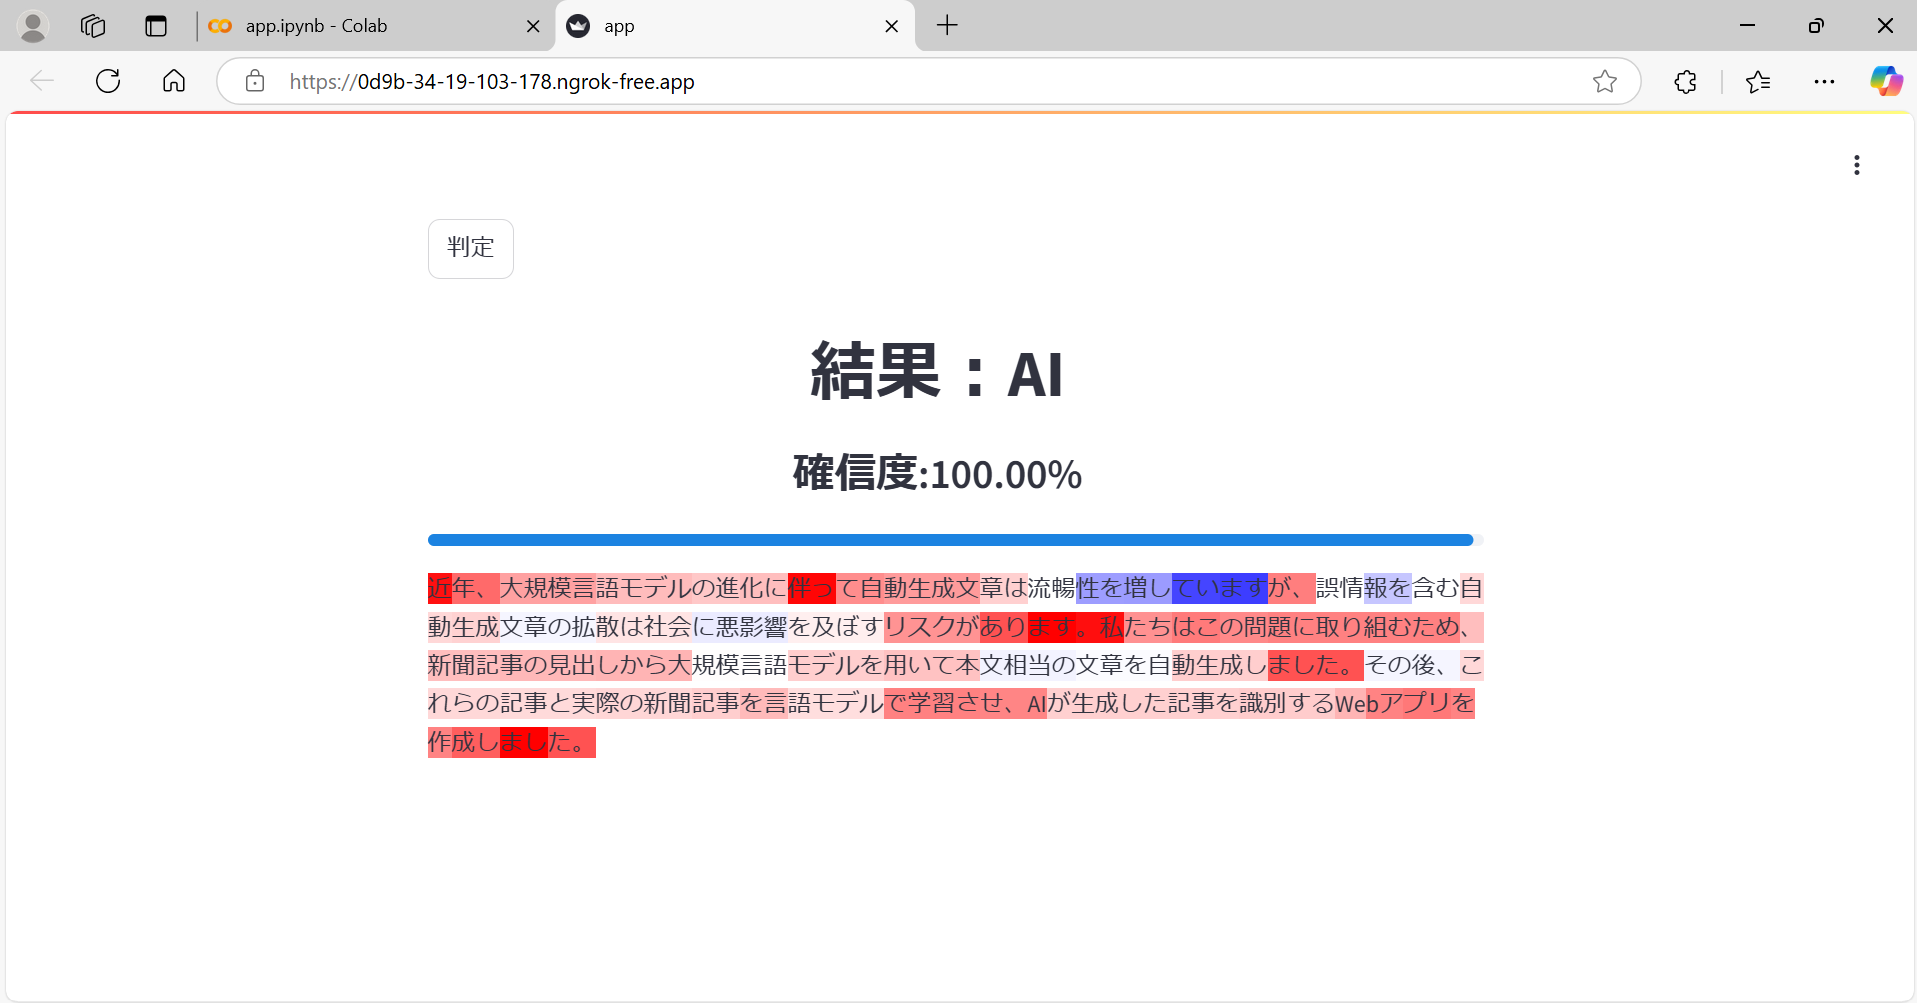 app.ipynb - Colab
app
https://0d9b-34-19-103-178.ngrok-free.app
判定
結果：AI
確信度:100.00%
近年、大規模言語モデルの進化に伴って自動生成文章は流暢性を増していますが、誤情報を含む自
動生成文章の拡散は社会に悪影響を及ぼすリスクがあります。私たちはこの問題に取り組むため、
新聞記事の見出しから大規模言語モデルを用いて本文相当の文章を自動生成しました。その後、こ
れらの記事と実際の新聞記事を言語モデルで学習させ、AIが生成した記事を識別するWebアプリを
作成しました。